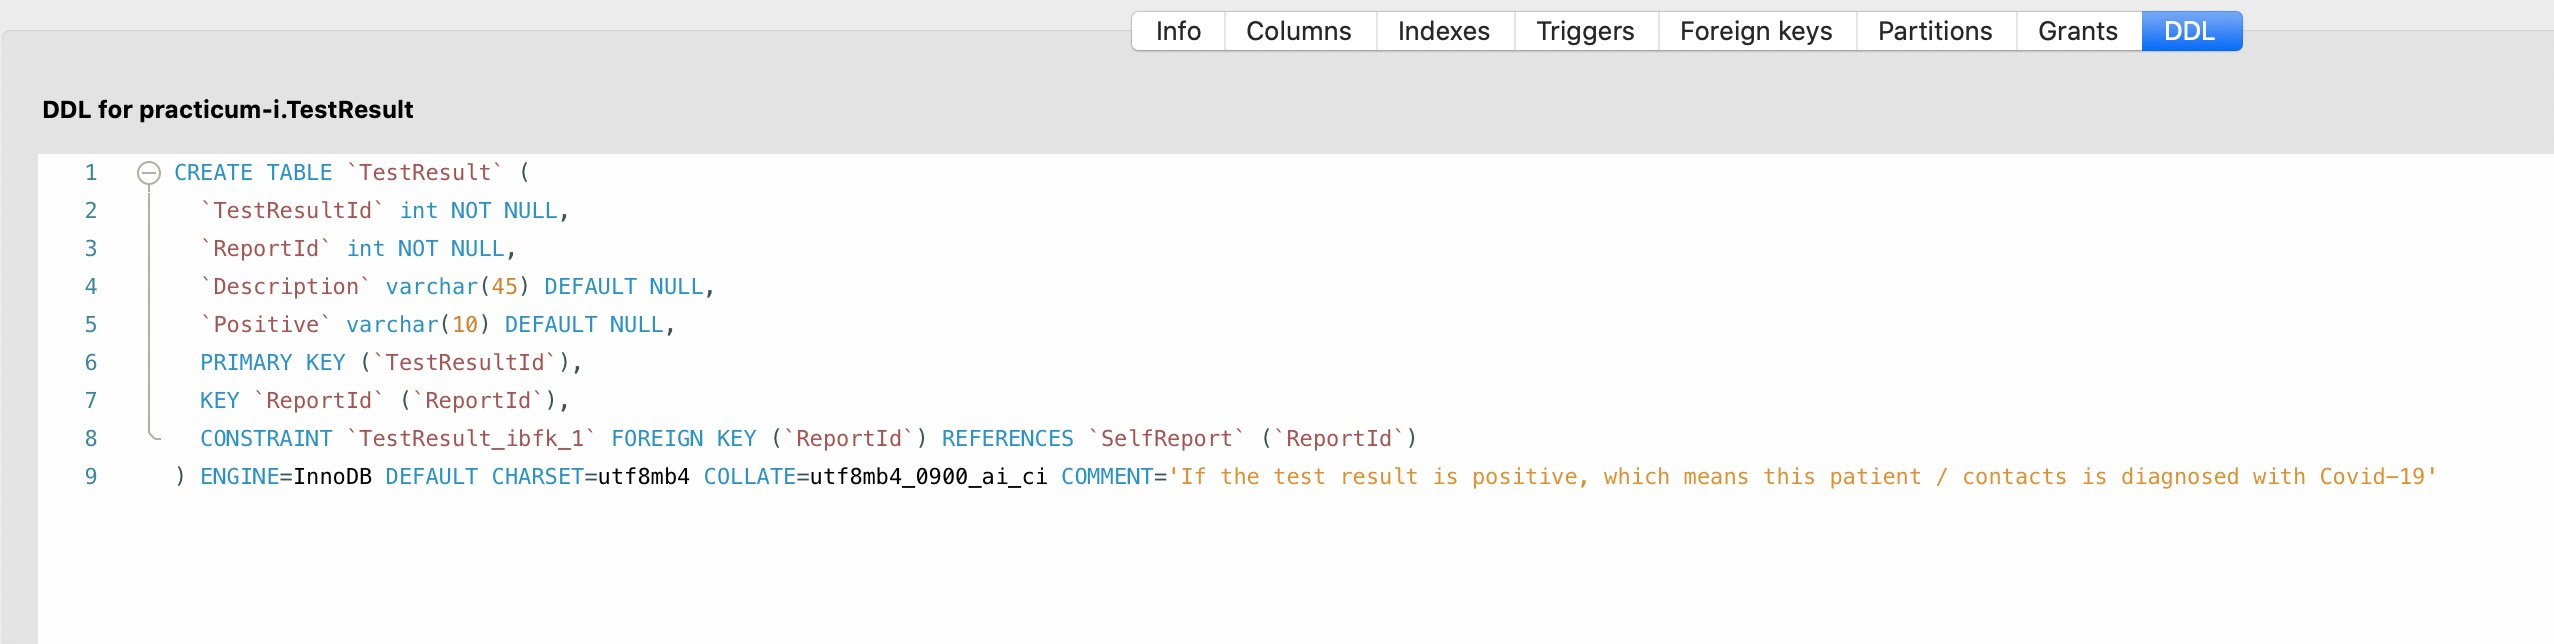 Info Columns Indexes Triggers Foreign keys Partitions Grants DDL
DDL for practicum-i.TestResult
1 CREATE TABLE `TestResult` (
2 `TestResultId` int NOT NULL,
3 `ReportId` int NOT NULL,
4 `Description` varchar(45) DEFAULT NULL,
5 `Positive` varchar(10) DEFAULT NULL,
6 PRIMARY KEY (`TestResultId`),
7 KEY `ReportId` (`ReportId`),
8 CONSTRAINT `TestResult_ibfk_1` FOREIGN KEY (`ReportId`) REFERENCES `SelfReport` (`ReportId`)
9 ) ENGINE=InnoDB DEFAULT CHARSET=utf8mb4 COLLATE=utf8mb4_0900_ai_ci COMMENT='If the test result is positive, which means this patient / contacts is diagnosed with Covid-19'